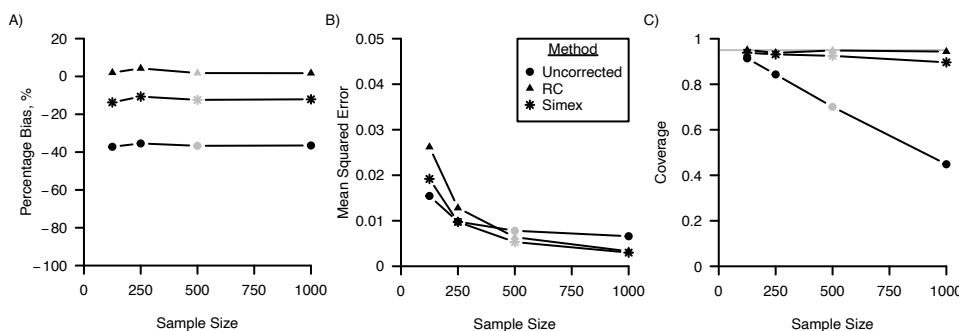 A)
Percentage Bias, %
20
0
−20
−40
−60
−80
−100
0 250 500 750 1000
Sample Size
B)
Mean Squared Error
0.05
0.04
0.03
0.02
0.01
0
0 250 500 750 1000
Sample Size
Method
Uncorrected
RC
Simex
C)
Coverage
1
0.8
0.6
0.4
0.2
0
0 250 500 750 1000
Sample Size